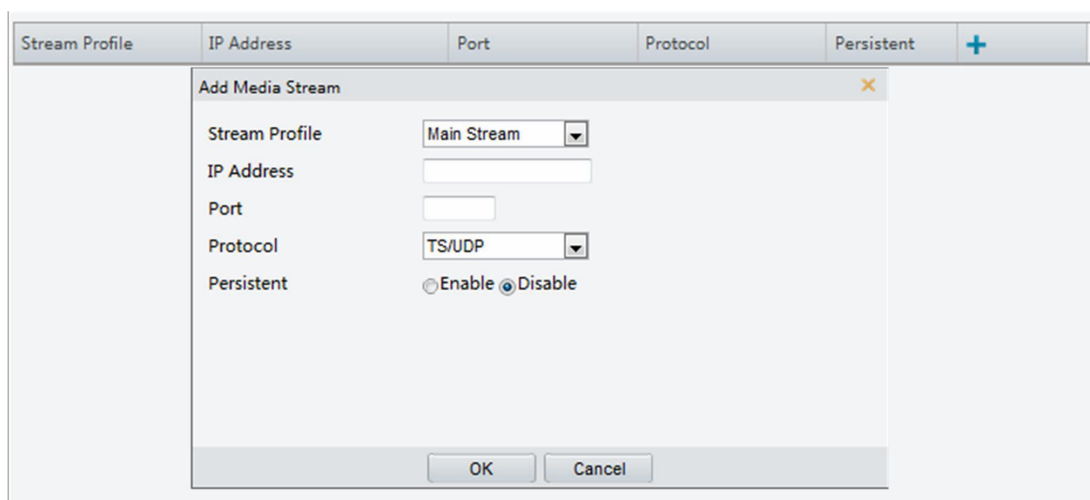 Stream Profile IP Address Port Protocol Persistent +
Add Media Stream ×
Stream Profile Main Stream
IP Address
Port
Protocol TS/UDP
Persistent Enable Disable
OK Cancel